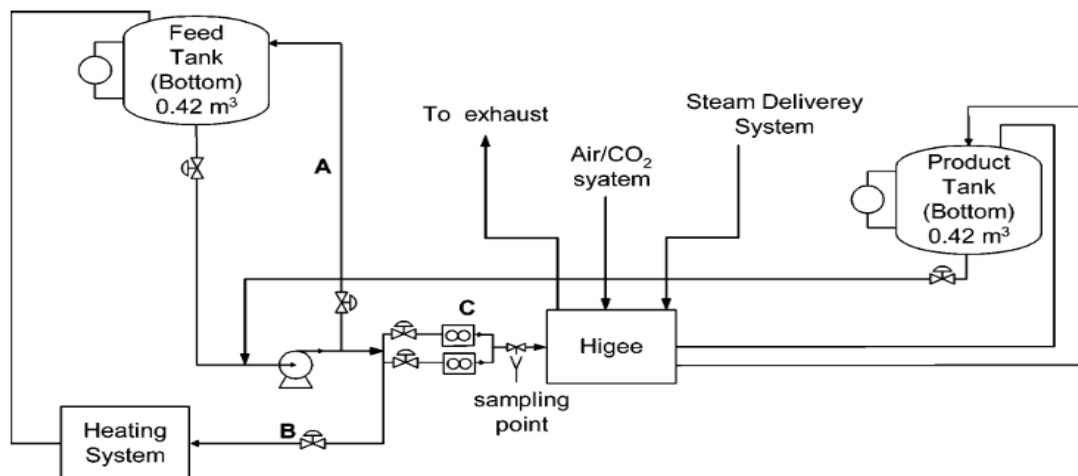 Feed
Tank
(Bottom)
0.42 m³
A
To exhaust
Air/CO₂
syatem
Steam Deliverey
System
Product
Tank
(Bottom)
0.42 m³
C
Higee
sampling
point
B
Heating
System